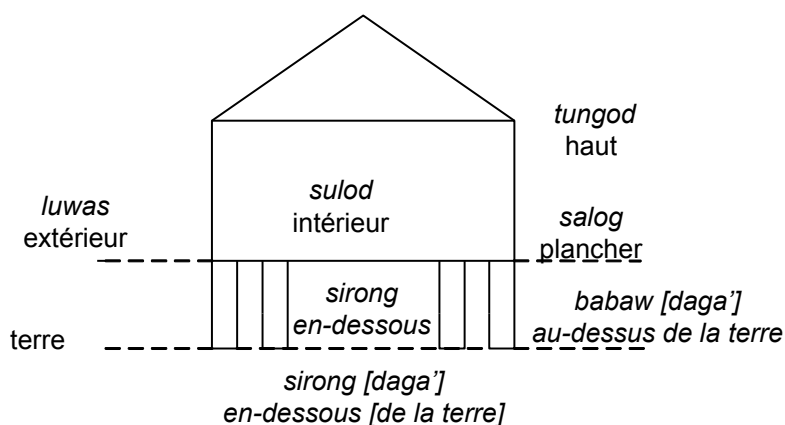 tungod
haut
sulod
intérieur
luwas
extérieur
salog
plancher
sirong
en-dessous
babaw [daga’]
au-dessus de la terre
terre
sirong [daga’]
en-dessous [de la terre]